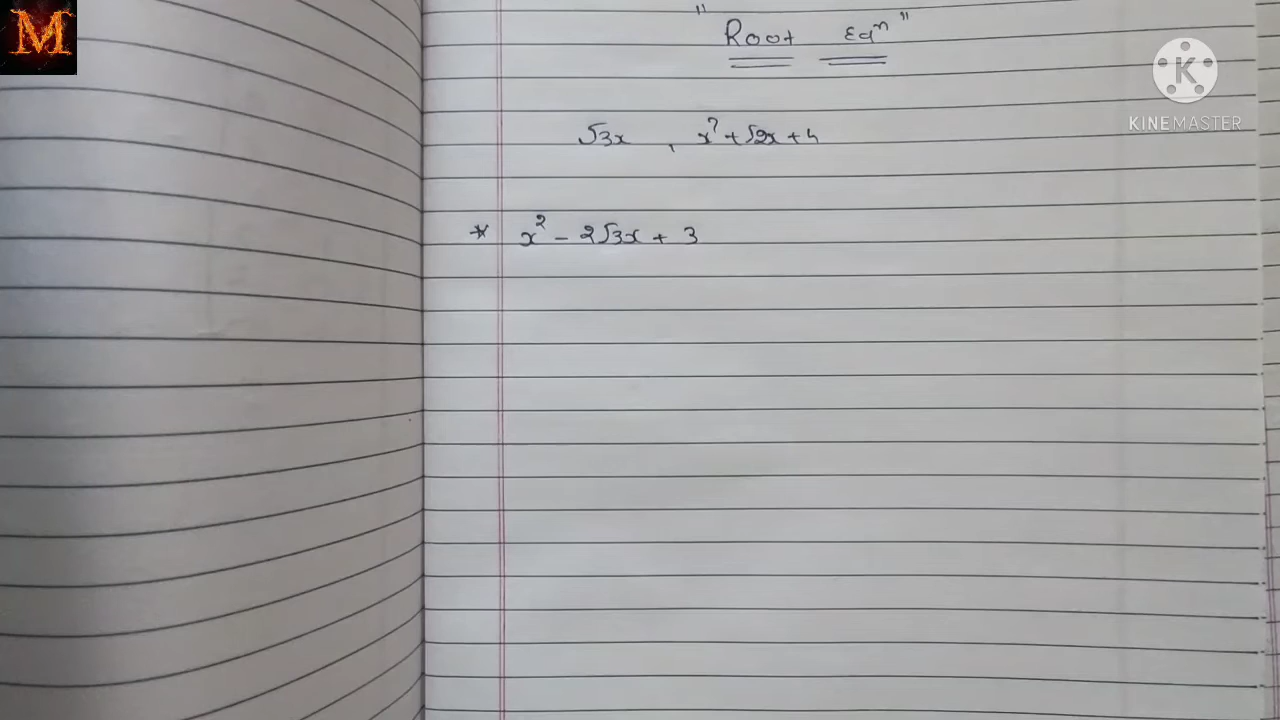 M
" Root Eqⁿ "
KINEMASTER
√3x , x² + √2x + 4
* x² - 2√3x + 3